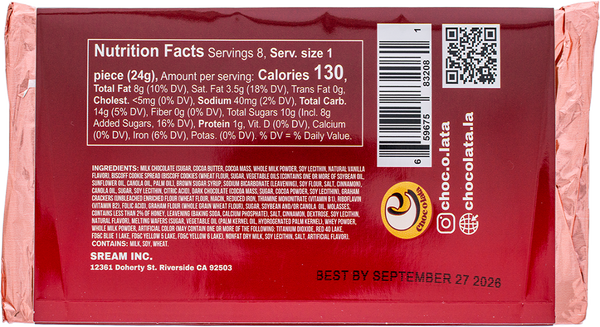 Nutrition Facts Servings 8, Serv. size 1
piece (24g), Amount per serving: Calories 130,
Total Fat 8g (10% DV), Sat. Fat 3.5g (18% DV), Trans Fat 0g,
Cholest. <5mg (0% DV), Sodium 40mg (2% DV), Total Carb.
14g (5% DV), Fiber 0g (0% DV), Total Sugars 10g (Incl. 8g
Added Sugars, 16% DV), Protein 1g, Vit. D (0% DV), Calcium
(0% DV), Iron (6% DV), Potas. (0% DV). % DV = % Daily Value.
INGREDIENTS: MILK CHOCOLATE (SUGAR, COCOA BUTTER, COCOA MASS, WHOLE MILK POWDER, SOY LECITHIN, NATURAL VANILLA
FLAVOR), BISCOFF COOKIE SPREAD (BISCOFF COOKIES (WHEAT FLOUR, SUGAR, VEGETABLE OILS (CONTAINS ONE OR MORE OF SOYBEAN OIL,
SUNFLOWER OIL, CANOLA OIL, PALM OIL), BROWN SUGAR SYRUP, SODIUM BICARBONATE (LEAVENING), SOY FLOUR, SALT, CINNAMON),
CANOLA OIL, SUGAR, SOY LECITHIN, CITRIC ACID), DARK CHOCOLATE (COCOA MASS, SUGAR, COCOA BUTTER, SOY LECITHIN, POWDER), GRAHAM
CRACKERS (UNBLEACHED ENRICHED FLOUR (WHEAT FLOUR, NIACIN, REDUCED IRON, THIAMINE MONONITRATE (VITAMIN B1), RIBOFLAVIN
(VITAMIN B2), FOLIC ACID), GRAHAM FLOUR (WHOLE GRAIN WHEAT FLOUR), SUGAR, SOYBEAN AND/OR CANOLA OIL, MOLASSES,
CONTAINS LESS THAN 2% OF HONEY, LEAVENING (BAKING SODA, CALCIUM PHOSPHATE), SALT, CINNAMON, DEXTROSE, SOY LECITHIN,
NATURAL FLAVOR), MELTING WAFERS (SUGAR, VEGETABLE OIL (PALM KERNEL OIL, HYDROGENATED PALM KERNEL), WHEY POWDER,
WHOLE MILK POWDER, ARTIFICIAL COLOR (MAY CONTAIN ONE OR MORE OF THE FOLLOWING: TITANIUM DIOXIDE, RED 40 LAKE,
FD&C BLUE 1 LAKE, FD&C YELLOW 5 LAKE, FD&C YELLOW 6 LAKE), NONFAT DRY MILK, SOY LECITHIN, SALT, ARTIFICIAL FLAVOR).
CONTAINS: MILK, SOY, WHEAT.
SREAM INC.
12361 Doherty St. Riverside CA 92503
6 59675 83208 1
chocolata
choc.o.lata
chocolata.la
BEST BY SEPTEMBER 27 2026